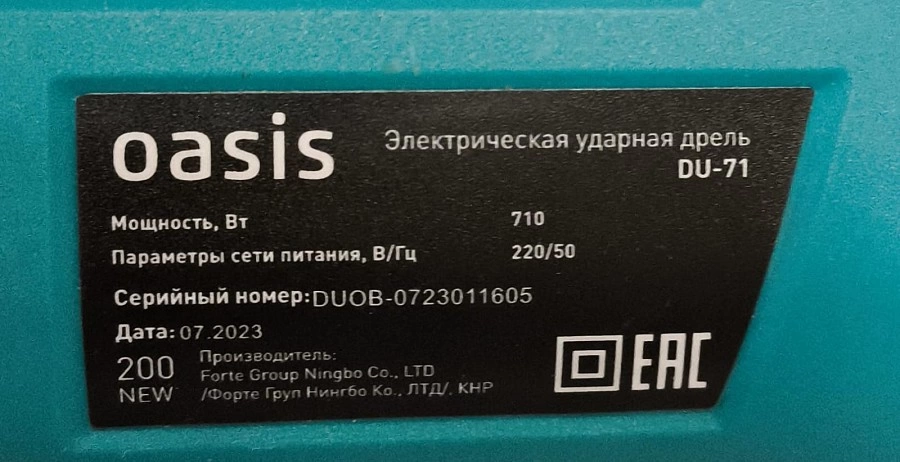 oasis
Электрическая ударная дрель
DU-71
Мощность, Вт 710
Параметры сети питания, В/Гц 220/50
Серийный номер: DUOB-0723011605
Дата: 07.2023
200
NEW
Производитель:
Forte Group Ningbo Co., LTD
/Форте Груп Нингбо Ко., ЛТД/. КНР
EAC